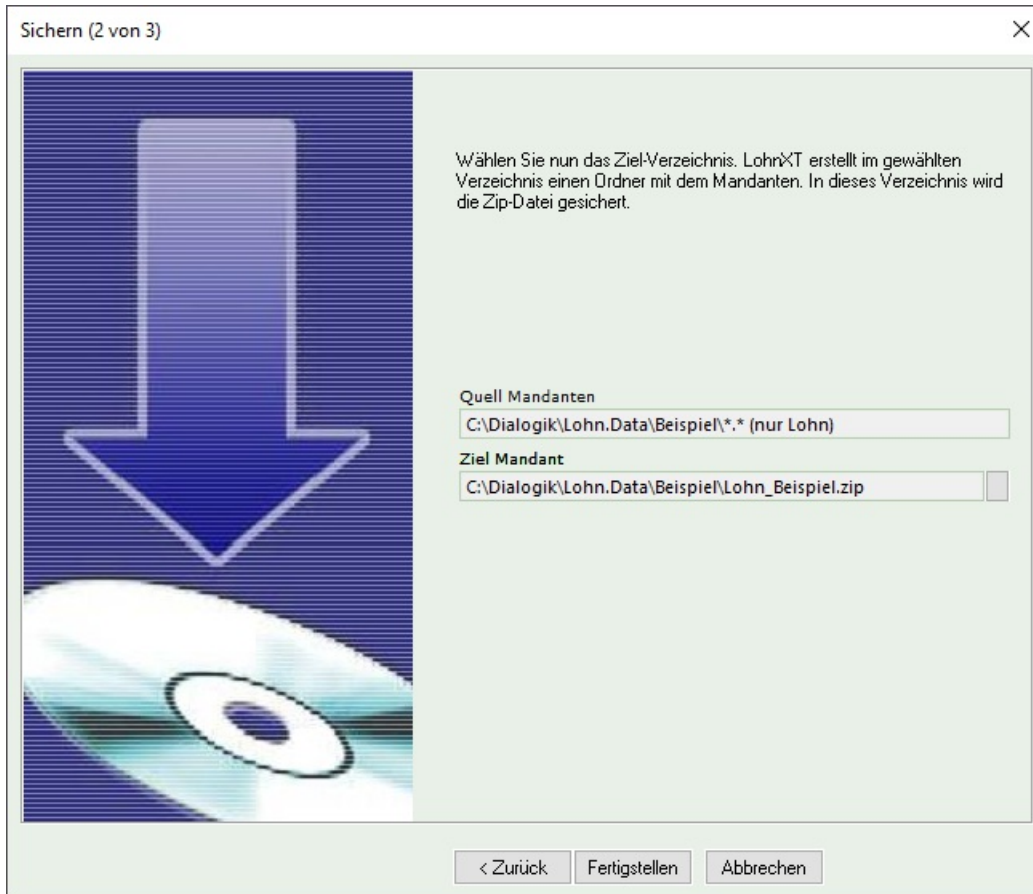 Sichern (2 von 3)
Wählen Sie nun das Ziel-Verzeichnis. LohnXT erstellt im gewählten
Verzeichnis einen Ordner mit dem Mandanten. In dieses Verzeichnis wird
die Zip-Datei gesichert.
Quell Mandanten
C:\Dialogik\Lohn.Data\Beispiel\*.* (nur Lohn)
Ziel Mandant
C:\Dialogik\Lohn.Data\Beispiel\Lohn_Beispiel.zip
< Zurück Fertigstellen Abbrechen